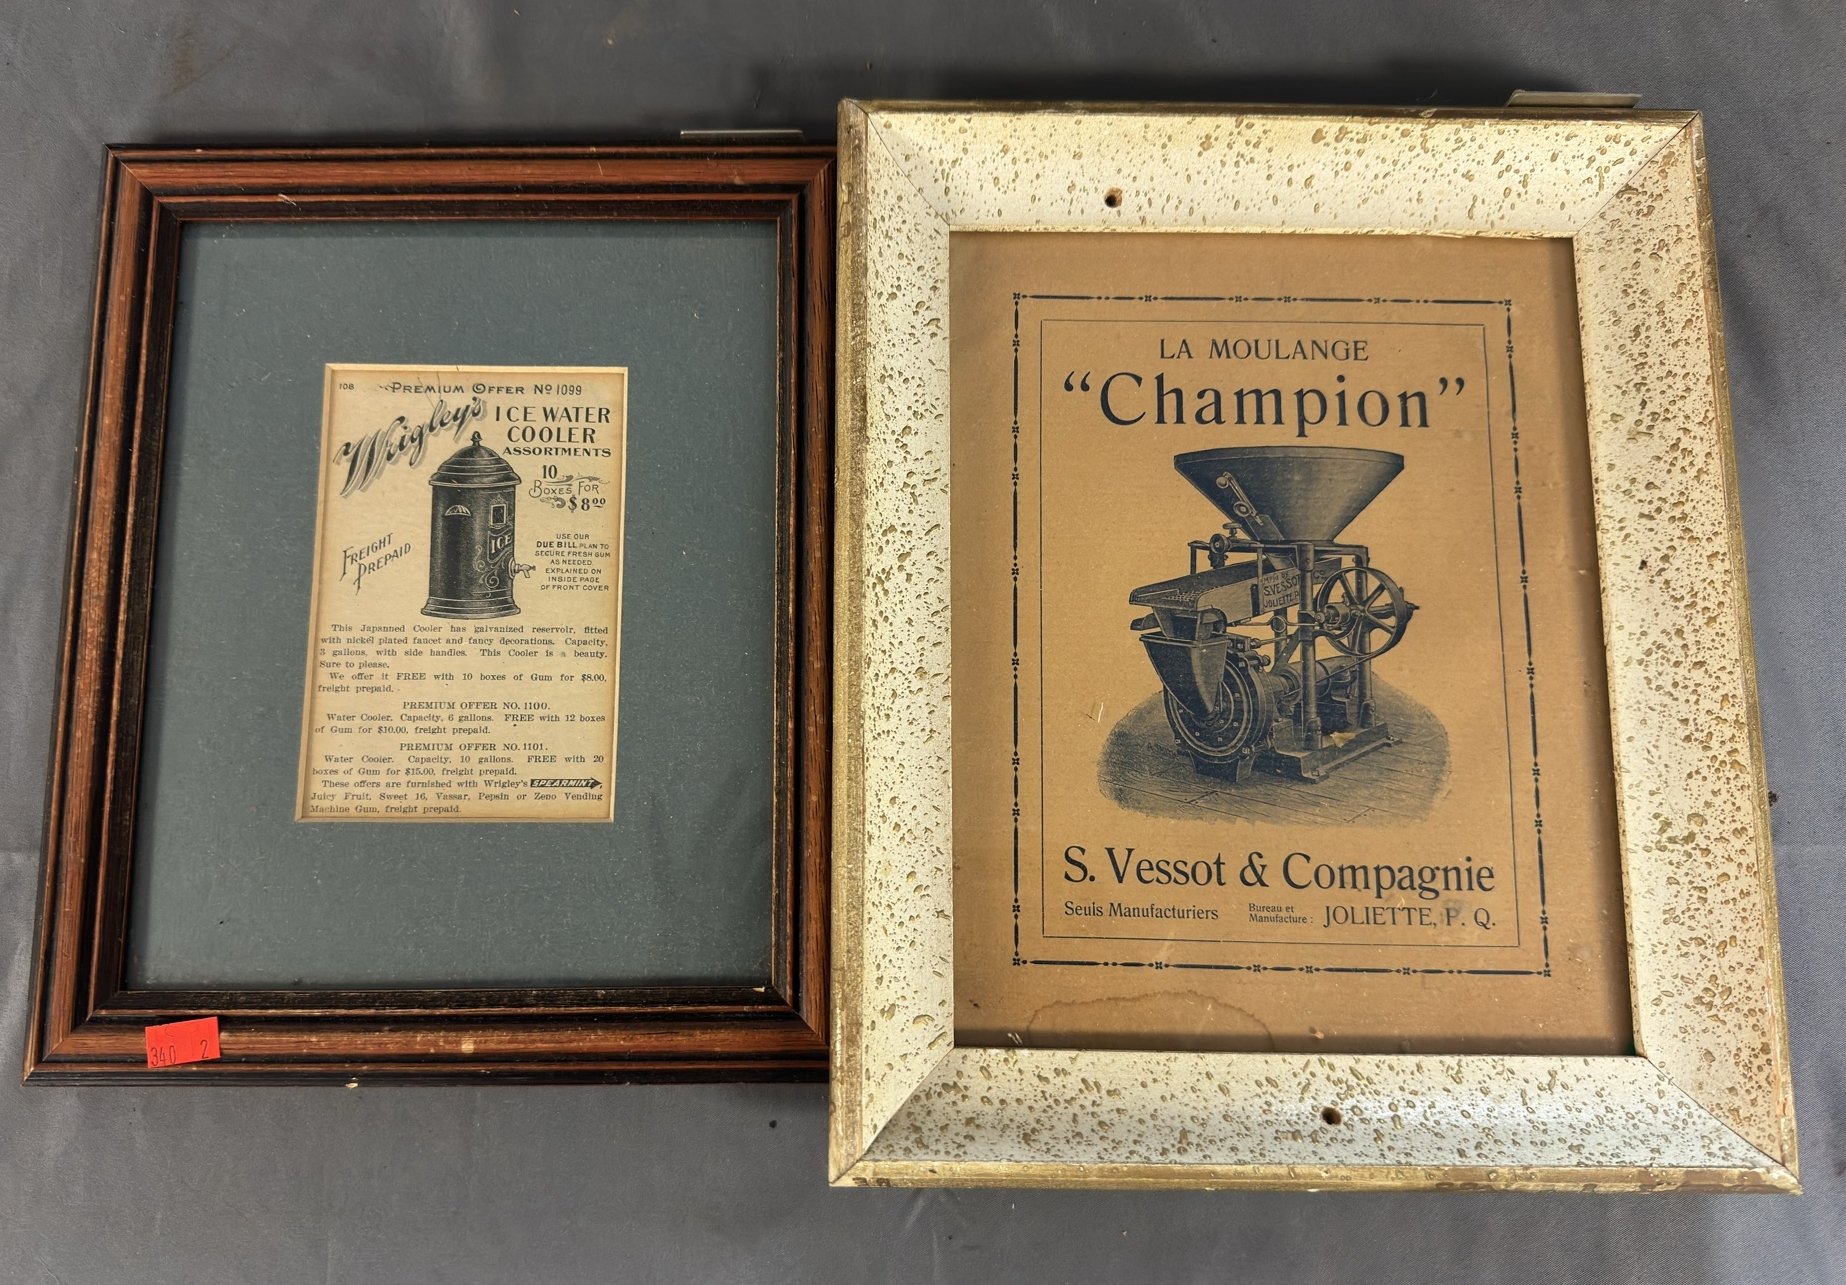 108
PREMIUM OFFER No 1099
Wrigley's
ICE WATER
COOLER
ASSORTMENTS
10
BOXES FOR
$8.00
ICE
FREIGHT
PREPAID
USE OUR
DUE BILL PLAN TO
SECURE FRESH GUM
AS NEEDED.
EXPLAINED ON
INSIDE PAGE
OF FRONT COVER
This Japanned Cooler has galvanized reservoir, fitted
with nickel plated faucet and fancy decorations. Capacity,
3 gallons, with side handles. This Cooler is a beauty.
Sure to please.
We offer it FREE with 10 boxes of Gum for $8.00,
freight prepaid.
PREMIUM OFFER NO. 1100.
Water Cooler. Capacity, 6 gallons. FREE with 12 boxes
of Gum for $10.00, freight prepaid.
PREMIUM OFFER NO. 1101.
Water Cooler. Capacity, 10 gallons. FREE with 20
boxes of Gum for $15.00, freight prepaid.
These offers are furnished with Wrigley's SPEARMINT,
Juicy Fruit, Sweet 16, Vassar, Pepsin or Zeno Vending
Machine Gum, freight prepaid.
340 2
LA MOULANGE
"Champion"
S. VESSOT
JOLIETTE
S. Vessot & Compagnie
Seuls Manufacturiers
Bureau et
Manufacture :
JOLIETTE, P. Q.